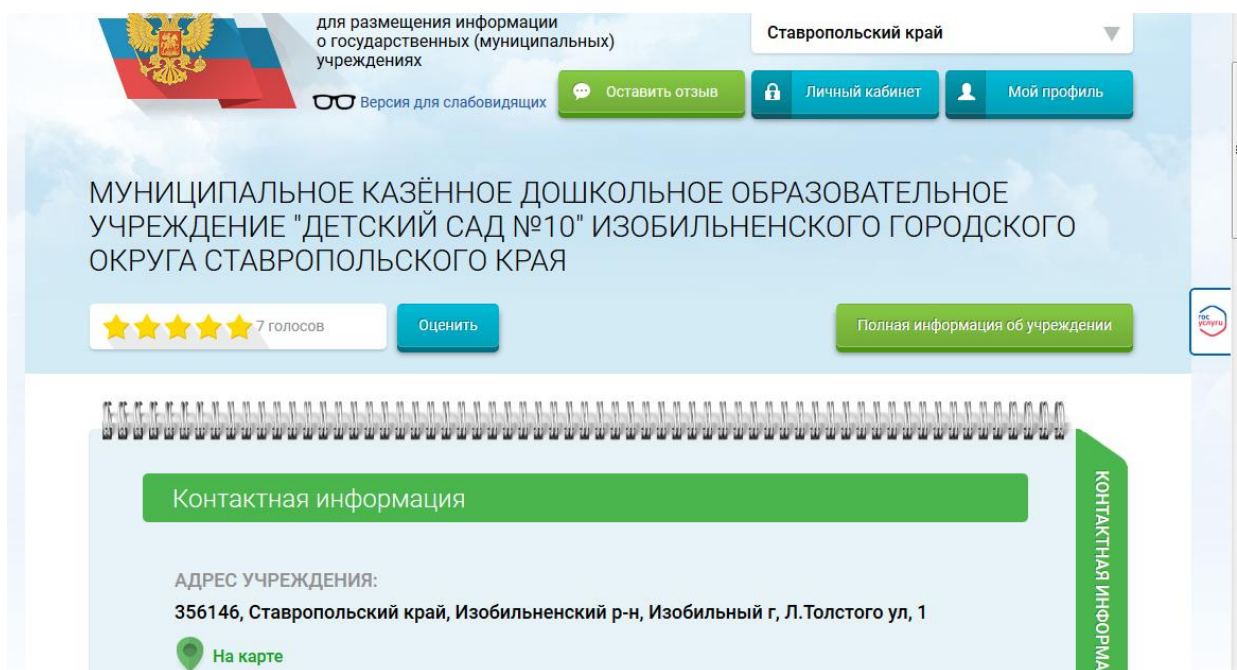 для размещения информации
о государственных (муниципальных)
учреждениях
Ставропольский край
Версия для слабовидящих
Оставить отзыв
Личный кабинет
Мой профиль
МУНИЦИПАЛЬНОЕ КАЗЁННОЕ ДОШКОЛЬНОЕ ОБРАЗОВАТЕЛЬНОЕ
УЧРЕЖДЕНИЕ "ДЕТСКИЙ САД №10" ИЗОБИЛЬНЕНСКОГО ГОРОДСКОГО
ОКРУГА СТАВРОПОЛЬСКОГО КРАЯ
7 голосов
Оценить
Полная информация об учреждении
гос
услуги
Контактная информация
КОНТАКТНАЯ ИНФОРМА
АДРЕС УЧРЕЖДЕНИЯ:
356146, Ставропольский край, Изобильненский р-н, Изобильный г, Л.Толстого ул, 1
На карте